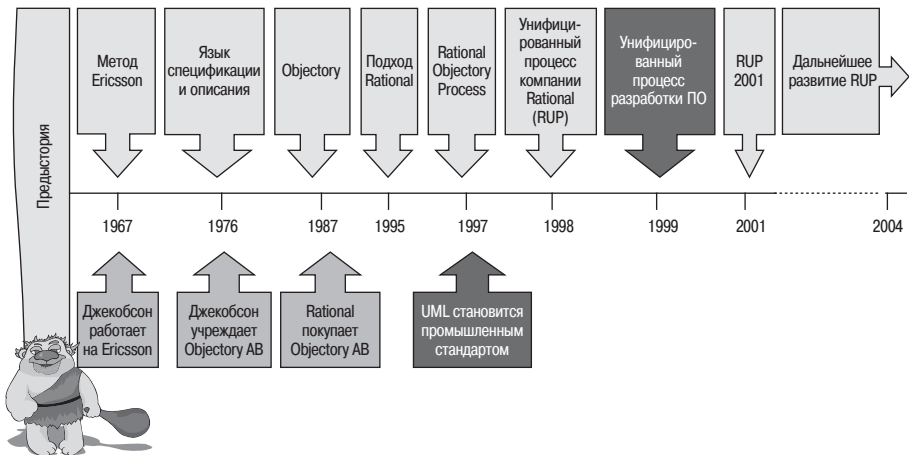 Предыстория
Метод
Ericsson
Язык
спецификации
и описания
Objectory
Подход
Rational
Rational
Objectory
Process
Унифици-
рованный
процесс
компании
Rational
(RUP)
Унифициро-
ванный
процесс
разработки ПО
RUP
2001
Дальнейшее
развитие RUP
1967
1976
1987
1995
1997
1998
1999
2001
2004
Джекобсон
работает
на Ericsson
Джекобсон
учреждает
Objectory AB
Rational
покупает
Objectory AB
UML становится
промышленным
стандартом